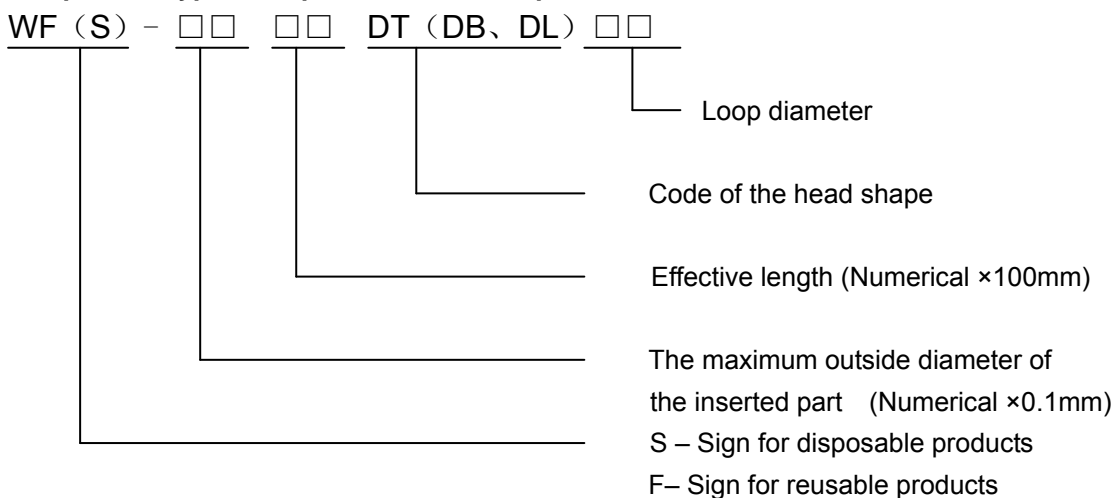 WF（S）- □□ □□ DT（DB、DL）□□
Loop diameter
Code of the head shape
Effective length (Numerical ×100mm)
The maximum outside diameter of
the inserted part (Numerical ×0.1mm)
S – Sign for disposable products
F– Sign for reusable products